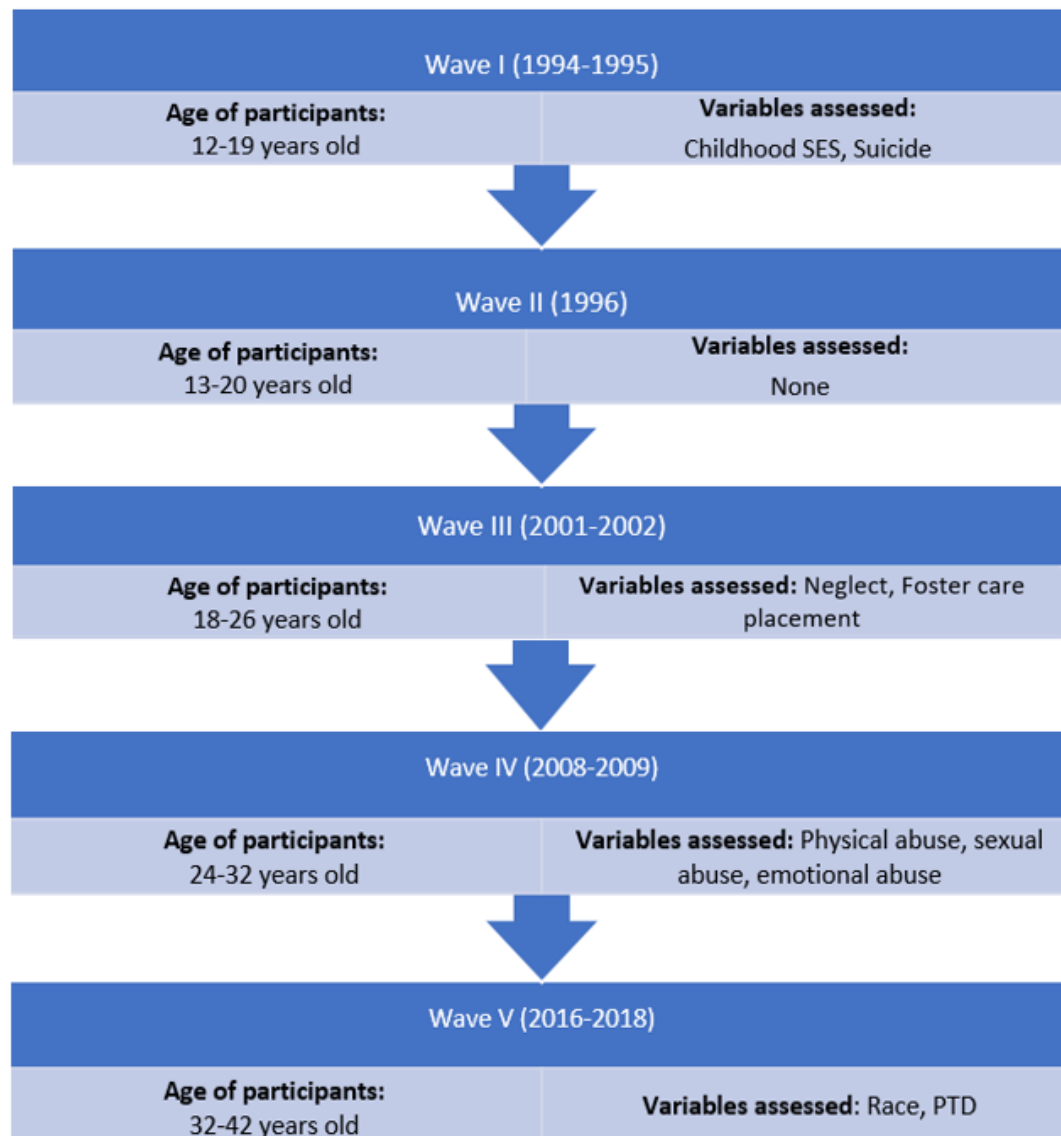 Wave I (1994-1995)
Age of participants:
12-19 years old
Variables assessed:
Childhood SES, Suicide
Wave II (1996)
Age of participants:
13-20 years old
Variables assessed:
None
Wave III (2001-2002)
Age of participants:
18-26 years old
Variables assessed: Neglect, Foster care
placement
Wave IV (2008-2009)
Age of participants:
24-32 years old
Variables assessed: Physical abuse, sexual
abuse, emotional abuse
Wave V (2016-2018)
Age of participants:
32-42 years old
Variables assessed: Race, PTD